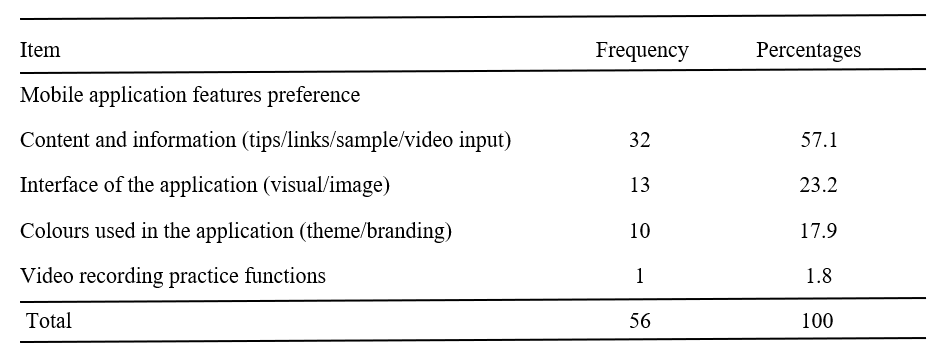 Item Frequency Percentages
Mobile application features preference
Content and information (tips/links/sample/video input) 32 57.1
Interface of the application (visual/image) 13 23.2
Colours used in the application (theme/branding) 10 17.9
Video recording practice functions 1 1.8
Total 56 100